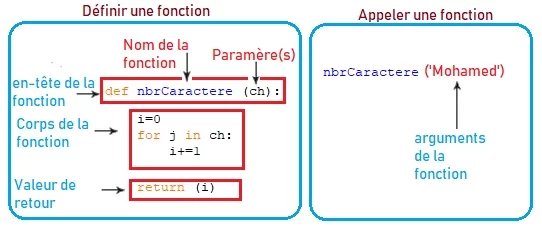 Définir une fonction
Nom de la
fonction
Paramère(s)
en-tête de la
fonction
def nbrCaractere (ch):
Corps de la
fonction
i=0
for j in ch:
i+=1
Valeur de
retour
return (i)
Appeler une fonction
nbrCaractere ('Mohamed')
arguments
de la
fonction